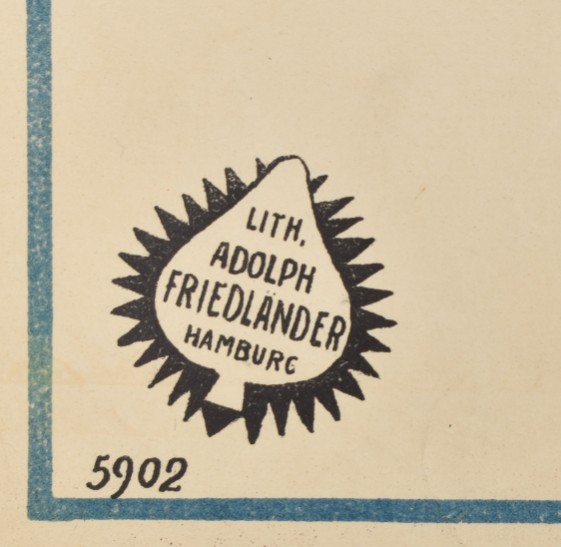 LITH.
ADOLPH
FRIEDLÄNDER
HAMBURG
5902